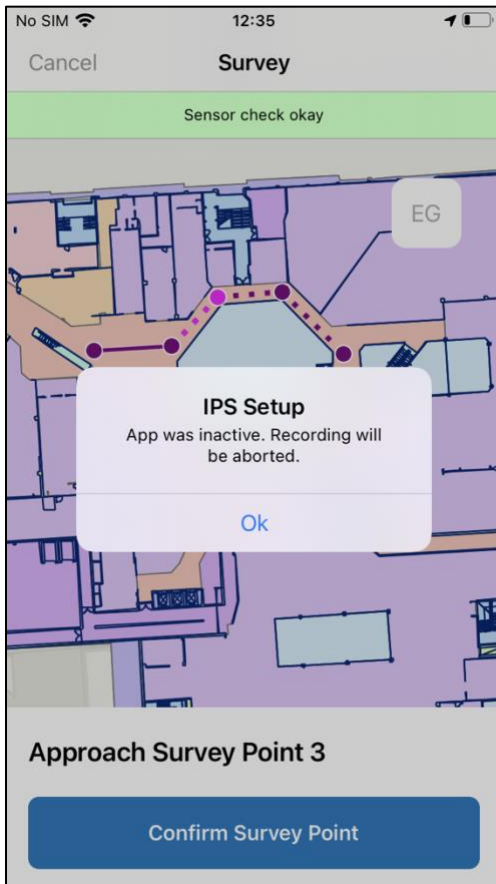 No SIM 12:35
Cancel Survey
Sensor check okay
EG
IPS Setup
App was inactive. Recording will
be aborted.
Ok
Approach Survey Point 3
Confirm Survey Point